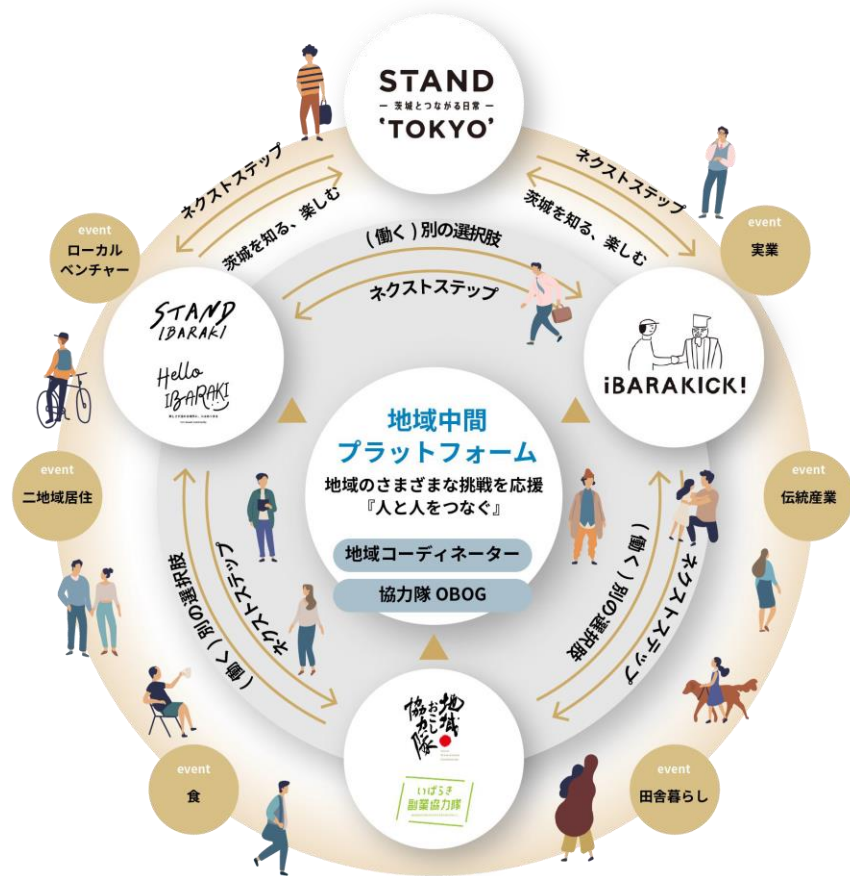 STAND
— 茨城とつながる日常 —
‘TOKYO’
ネクストステップ
茨城を知る、楽しむ
ネクストステップ
茨城を知る、楽しむ
event
ローカル
ベンチャー
event
実業
(働く)別の選択肢
ネクストステップ
STAND
IBARAKI
Hello
IBARAKI
iBARAKICK!
地域中間
プラットフォーム
地域のさまざまな挑戦を応援
『人と人をつなぐ』
地域コーディネーター
協力隊 OBOG
event
二地域居住
event
伝統産業
(働く)別の選択肢
ネクストステップ
(働く)別の選択肢
ネクストステップ
地域
おこし
協力隊
いばらき
副業協力隊
event
食
event
田舎暮らし